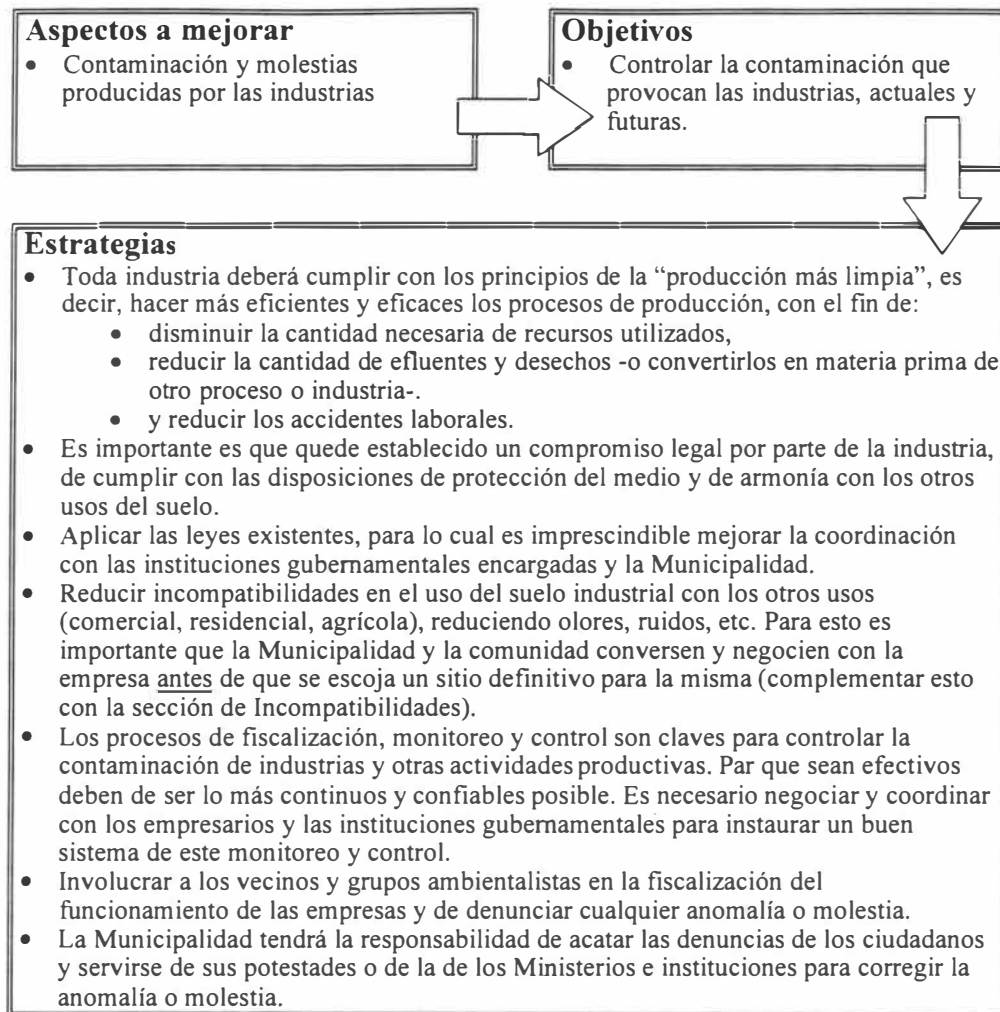 Aspectos a mejorar
• Contaminación y molestias
producidas por las industrias
Objetivos
• Controlar la contaminación que
provocan las industrias, actuales y
futuras.
Estrategias
• Toda industria deberá cumplir con los principios de la “producción más limpia”, es
decir, hacer más eficientes y eficaces los procesos de producción, con el fin de:
• disminuir la cantidad necesaria de recursos utilizados,
• reducir la cantidad de efluentes y desechos -o convertirlos en materia prima de
otro proceso o industria-.
• y reducir los accidentes laborales.
• Es importante es que quede establecido un compromiso legal por parte de la industria,
de cumplir con las disposiciones de protección del medio y de armonía con los otros
usos del suelo.
• Aplicar las leyes existentes, para lo cual es imprescindible mejorar la coordinación
con las instituciones gubernamentales encargadas y la Municipalidad.
• Reducir incompatibilidades en el uso del suelo industrial con los otros usos
(comercial, residencial, agrícola), reduciendo olores, ruidos, etc. Para esto es
importante que la Municipalidad y la comunidad conversen y negocien con la
empresa antes de que se escoja un sitio definitivo para la misma (complementar esto
con la sección de Incompatibilidades).
• Los procesos de fiscalización, monitoreo y control son claves para controlar la
contaminación de industrias y otras actividades productivas. Par que sean efectivos
deben de ser lo más continuos y confiables posible. Es necesario negociar y coordinar
con los empresarios y las instituciones gubernamentales para instaurar un buen
sistema de este monitoreo y control.
• Involucrar a los vecinos y grupos ambientalistas en la fiscalización del
funcionamiento de las empresas y de denunciar cualquier anomalía o molestia.
• La Municipalidad tendrá la responsabilidad de acatar las denuncias de los ciudadanos
y servirse de sus potestades o de la de los Ministerios e instituciones para corregir la
anomalía o molestia.